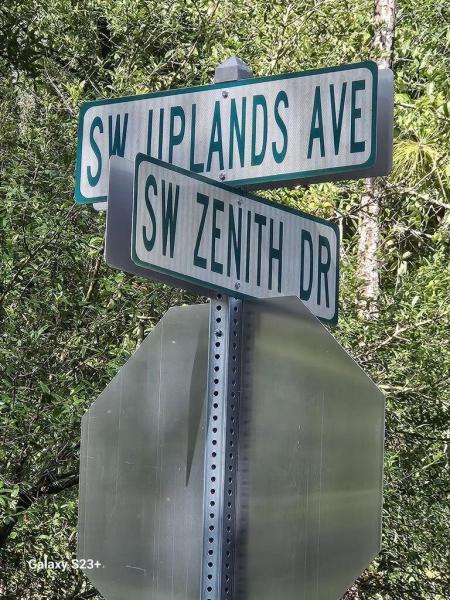 SW UPLANDS AVE
SW ZENITH DR
Galaxy S23+